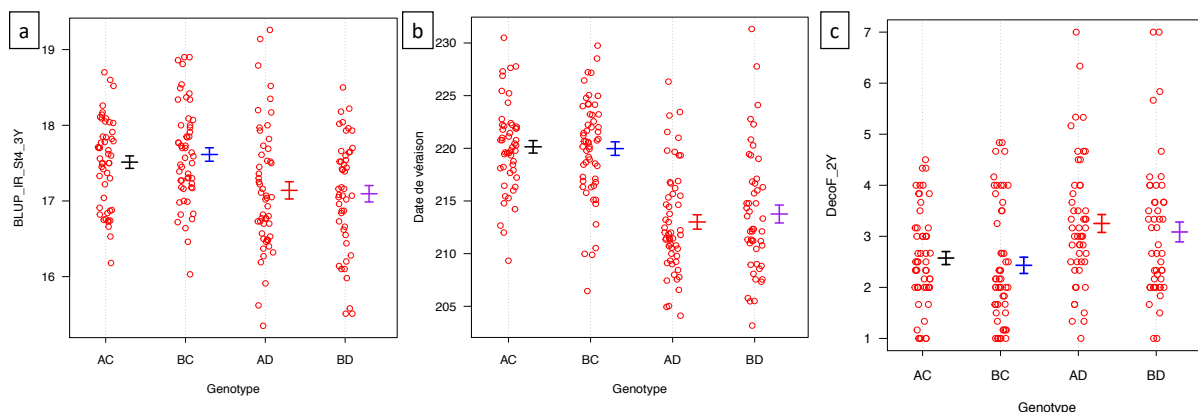 a
BLUP_IR_St4_3Y
19
18
17
16
AC BC AD BD
Genotype
b
Date de véraison
230
225
220
215
210
205
AC BC AD BD
Genotype
c
DecoF_2Y
7
6
5
4
3
2
1
AC BC AD BD
Genotype